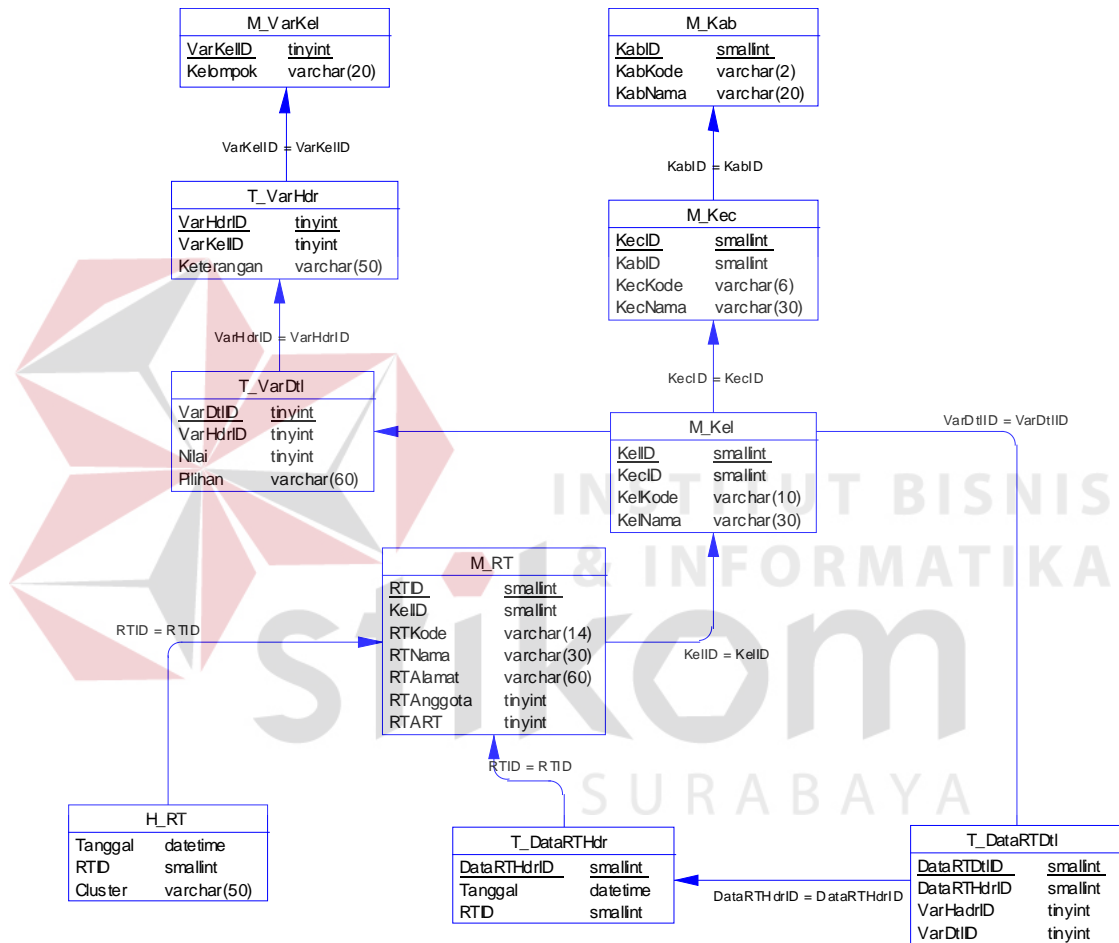 M_VarKel
VarKelID tinyint
Kelompok varchar(20)
VarKelID = VarKelID
T_VarHdr
VarHdrID tinyint
VarKelID tinyint
Keterangan varchar(50)
VarHdrID = VarHdrID
T_VarDtl
VarDtlID tinyint
VarHdrID tinyint
Nilai tinyint
Pilihan varchar(60)
M_Kab
KabID smallint
KabKode varchar(2)
KabNama varchar(20)
KabID = KabID
M_Kec
KecID smallint
KabID smallint
KecKode varchar(6)
KecNama varchar(30)
KecID = KecID
M_Kel
KelID smallint
KecID smallint
KelKode varchar(10)
KelNama varchar(30)
VarDtlID = VarDtlID
M_RT
RTID smallint
KelID smallint
RTKode varchar(14)
RTNama varchar(30)
RTAlamat varchar(60)
RTAnggota tinyint
RTART tinyint
RTID = RTID
KelID = KelID
RTID = RTID
H_RT
Tanggal datetime
RTID smallint
Cluster varchar(50)
T_DataRTHdr
DataRTHdrID smallint
Tanggal datetime
RTID smallint
DataRTHdrID = DataRTHdrID
T_DataRTDtl
DataRTDtlID smallint
DataRTHdrID smallint
VarHadrID tinyint
VarDtlID tinyint
INSTITUT BISNIS
& INFORMATIKA
stikom
SURABAYA